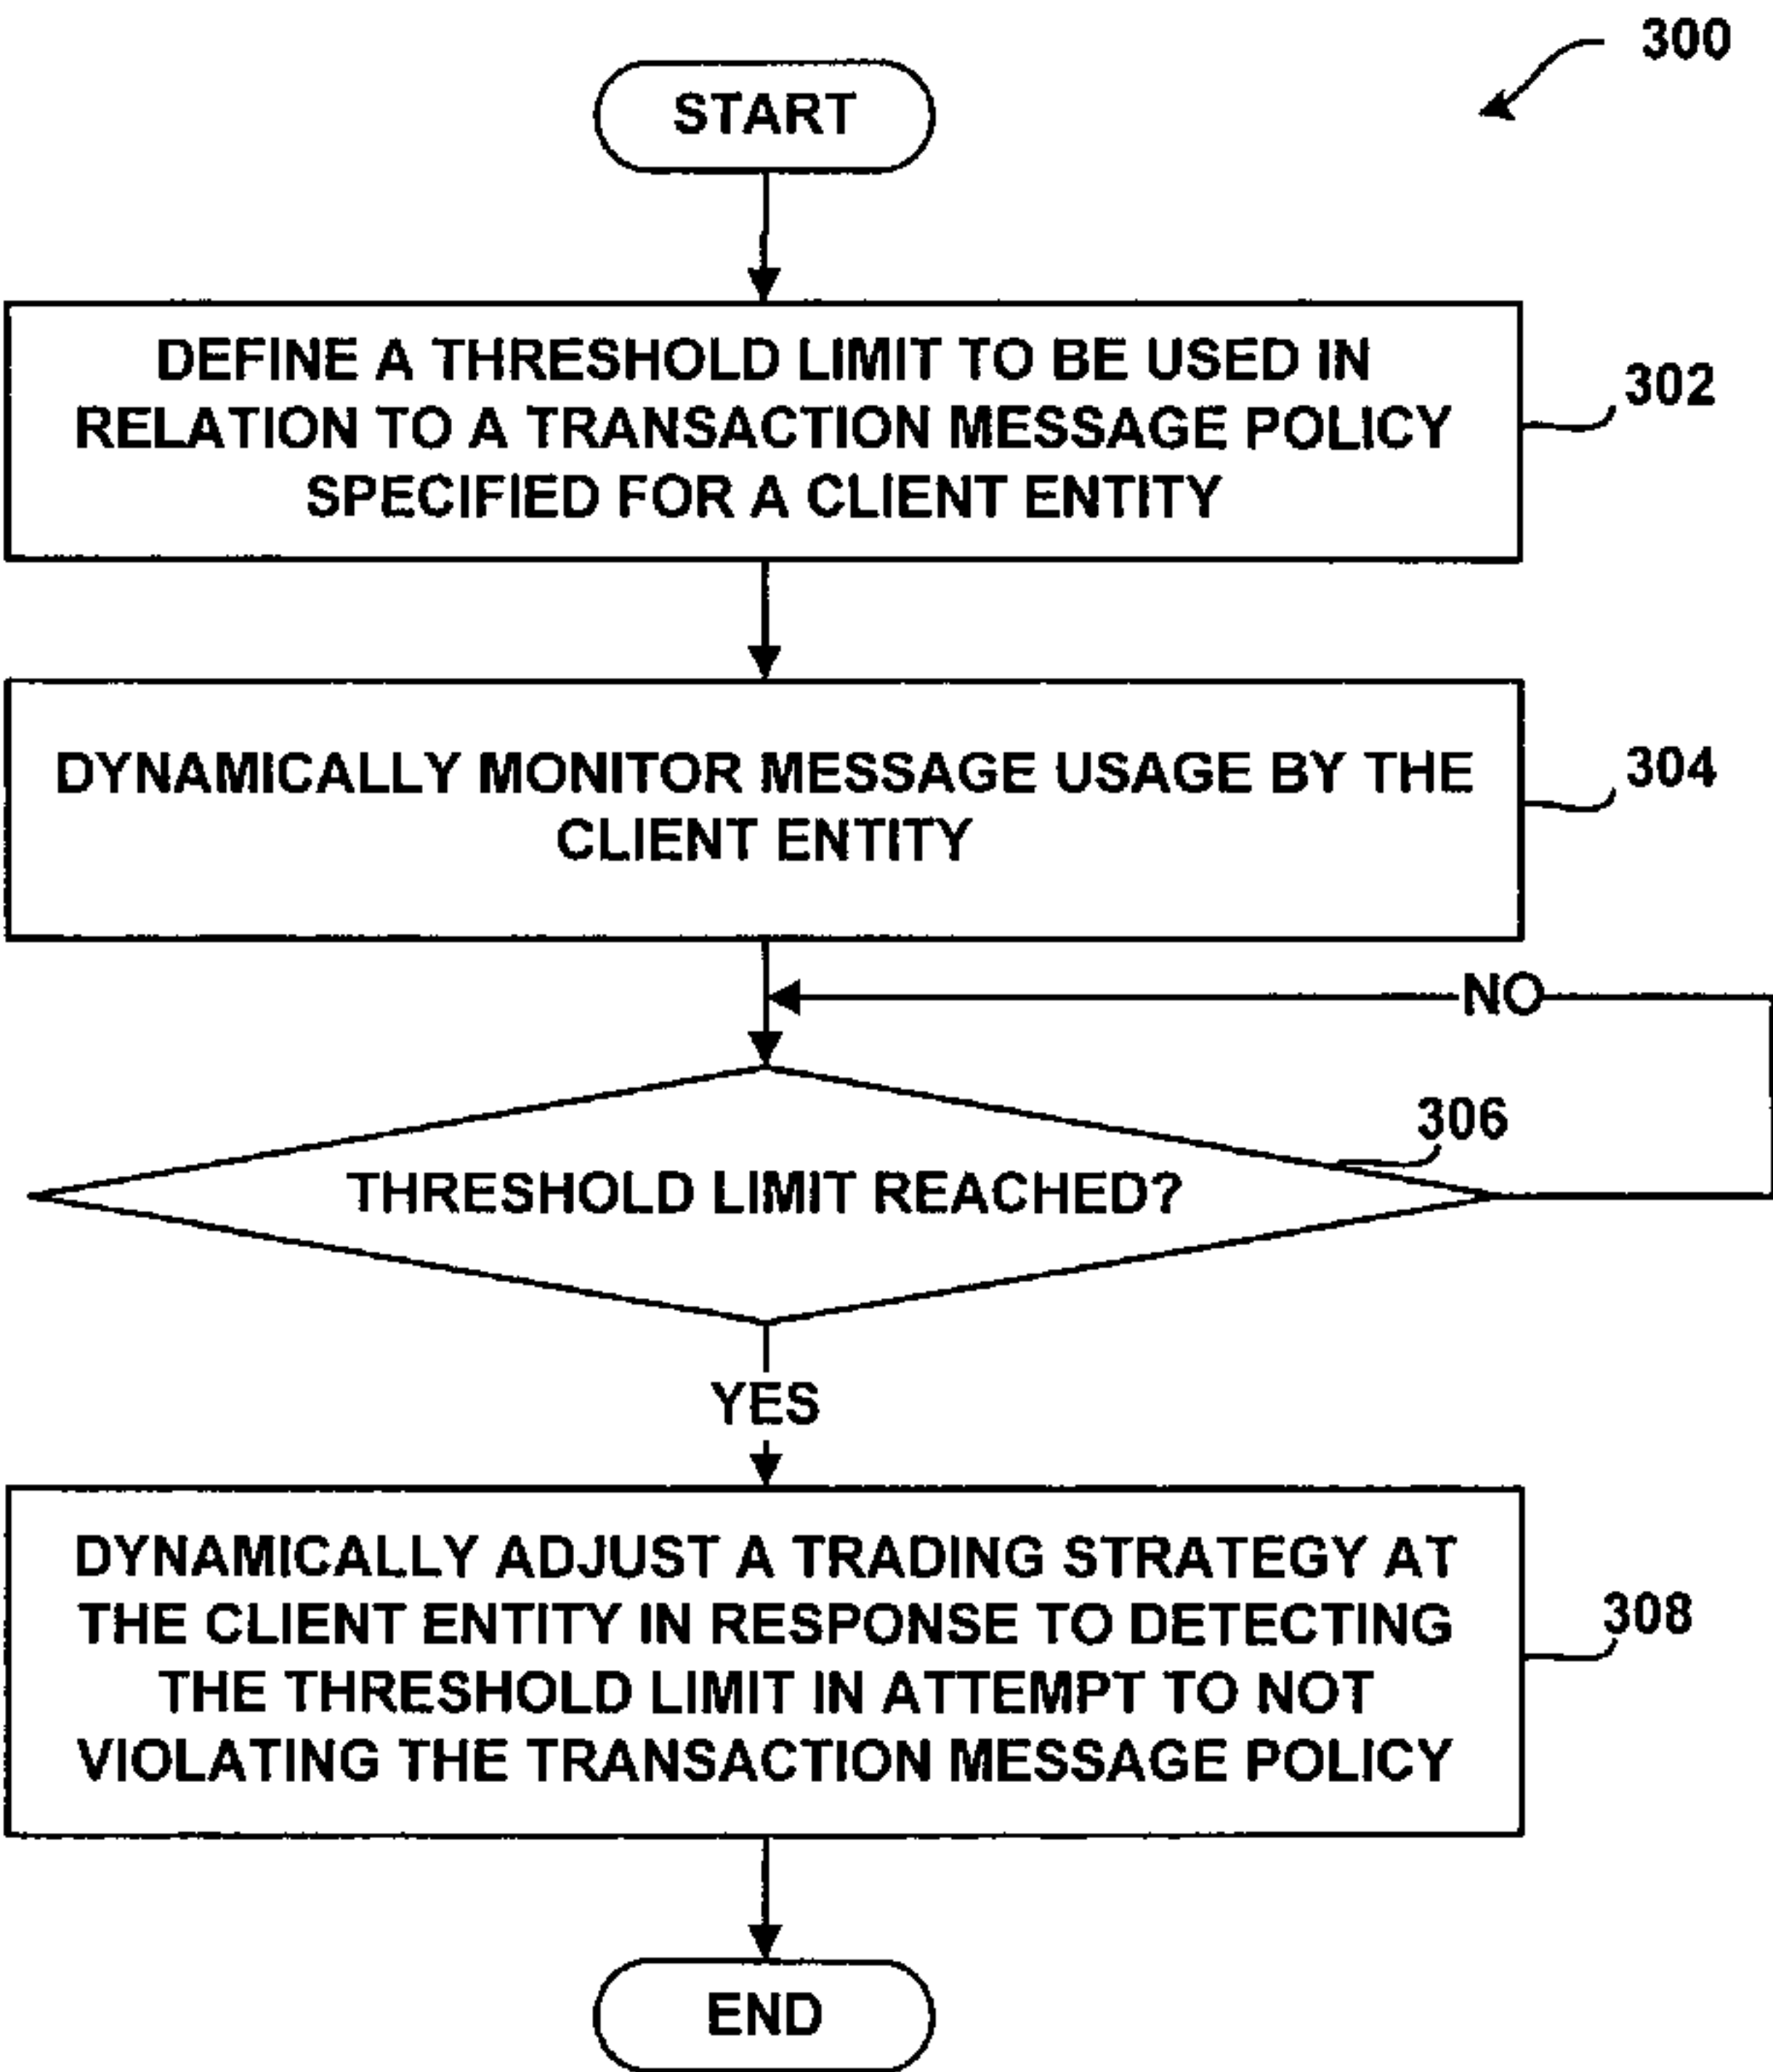 300
START
DEFINE A THRESHOLD LIMIT TO BE USED IN
RELATION TO A TRANSACTION MESSAGE POLICY
SPECIFIED FOR A CLIENT ENTITY
302
DYNAMICALLY MONITOR MESSAGE USAGE BY THE
CLIENT ENTITY
304
NO
306
THRESHOLD LIMIT REACHED?
YES
DYNAMICALLY ADJUST A TRADING STRATEGY AT
THE CLIENT ENTITY IN RESPONSE TO DETECTING
THE THRESHOLD LIMIT IN ATTEMPT TO NOT
VIOLATING THE TRANSACTION MESSAGE POLICY
308
END